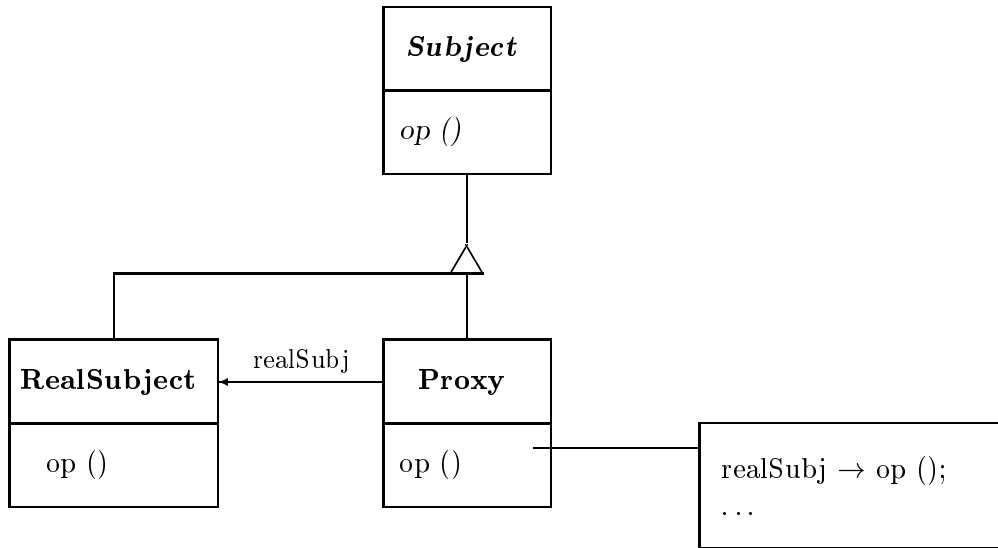 Subject
op ()
realSubj
RealSubject
Proxy
op ()
op ()
realSubj → op ();
...